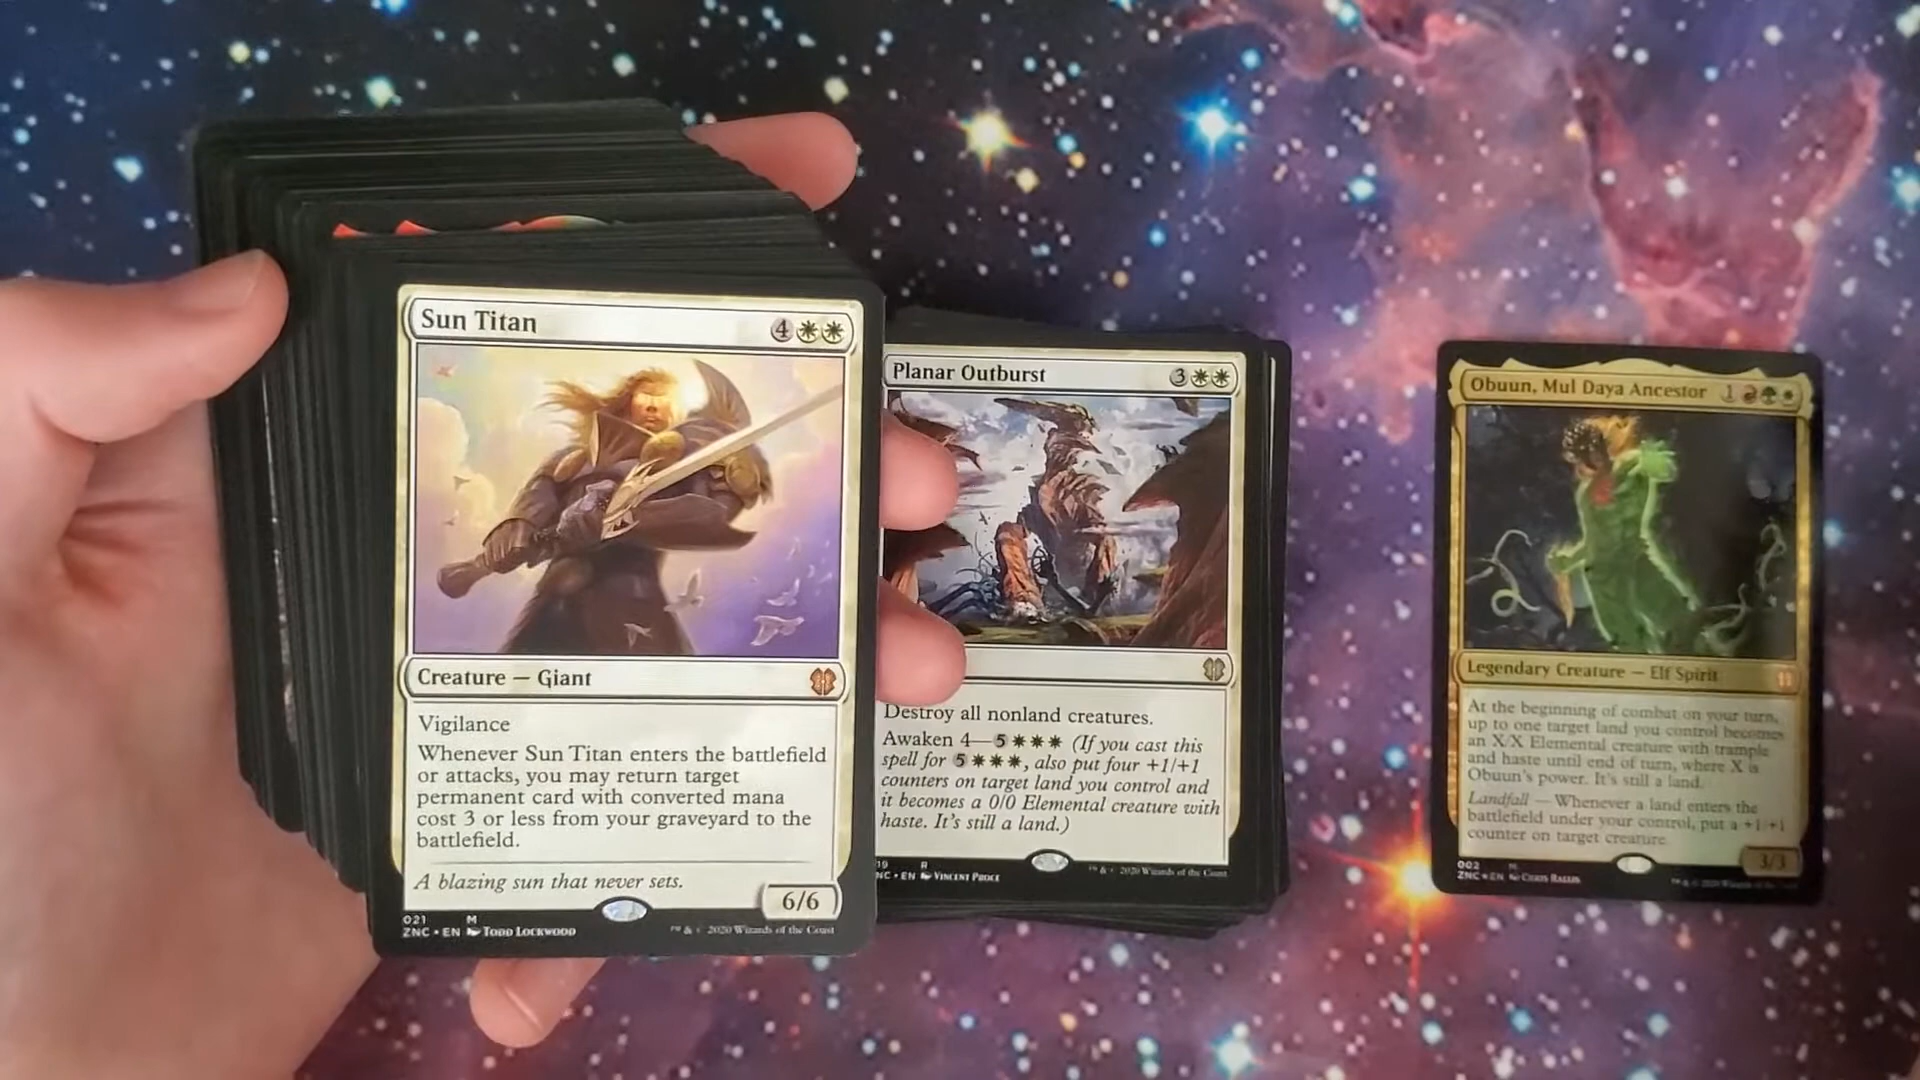 Sun Titan
4
Creature — Giant
Vigilance
Whenever Sun Titan enters the battlefield
or attacks, you may return target
permanent card with converted mana
cost 3 or less from your graveyard to the
battlefield.
A blazing sun that never sets.
6/6
021 M
ZNC • EN Todd Lockwood
™ & © 2020 Wizards of the Coast
Planar Outburst
3
Destroy all nonland creatures.
Awaken 4—5 (If you cast this
spell for 5, also put four +1/+1
counters on target land you control and
it becomes a 0/0 Elemental creature with
haste. It's still a land.)
19 R
NC • EN Vincent Proce
™ & © 2020 Wizards of the Coast
Obuun, Mul Daya Ancestor
1
Legendary Creature — Elf Spirit
At the beginning of combat on your turn,
up to one target land you control becomes
an X/X Elemental creature with trample
and haste until end of turn, where X is
Obuun's power. It's still a land.
Landfall — Whenever a land enters the
battlefield under your control, put a +1/+1
counter on target creature.
3/3
002 M
ZNC EN Chris Rallis